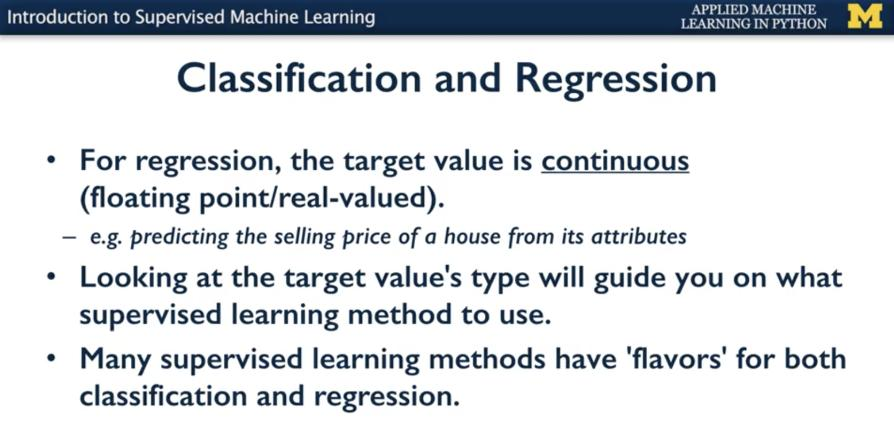 Introduction to Supervised Machine Learning
APPLIED MACHINE
LEARNING IN PYTHON
M
Classification and Regression
• For regression, the target value is continuous
(floating point/real-valued).
– e.g. predicting the selling price of a house from its attributes
• Looking at the target value's type will guide you on what
supervised learning method to use.
• Many supervised learning methods have 'flavors' for both
classification and regression.